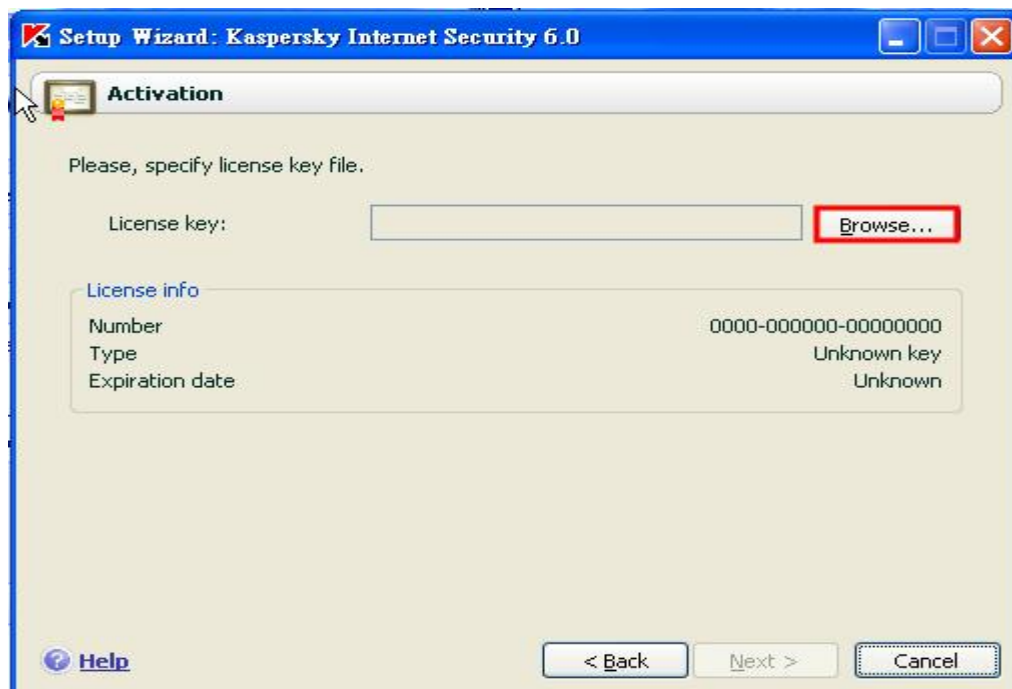 Setup Wizard: Kaspersky Internet Security 6.0
Activation
Please, specify license key file.
License key:
Browse...
License info
Number 0000-000000-00000000
Type Unknown key
Expiration date Unknown
Help
< Back
Next >
Cancel